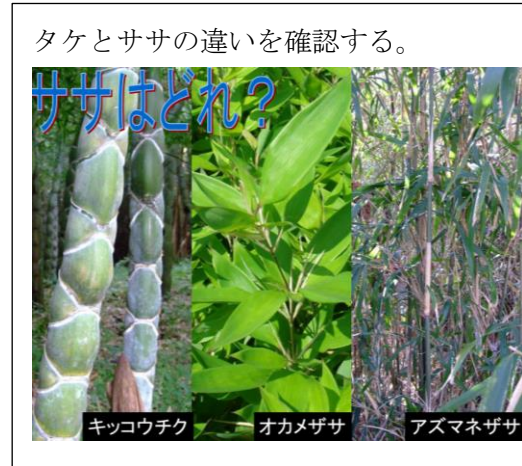 タケとササの違いを確認する。
ササはどれ？
キッコウチク
オカメザサ
アズマネザサ